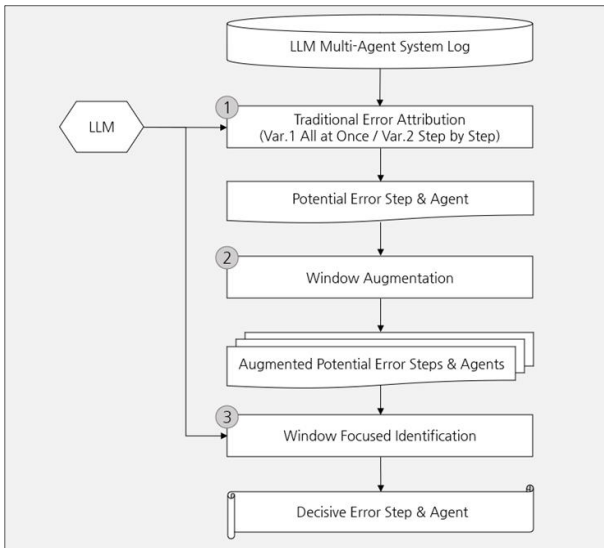 LLM Multi-Agent System Log
1
Traditional Error Attribution
(Var.1 All at Once / Var.2 Step by Step)
LLM
Potential Error Step & Agent
2
Window Augmentation
Augmented Potential Error Steps & Agents
3
Window Focused Identification
Decisive Error Step & Agent